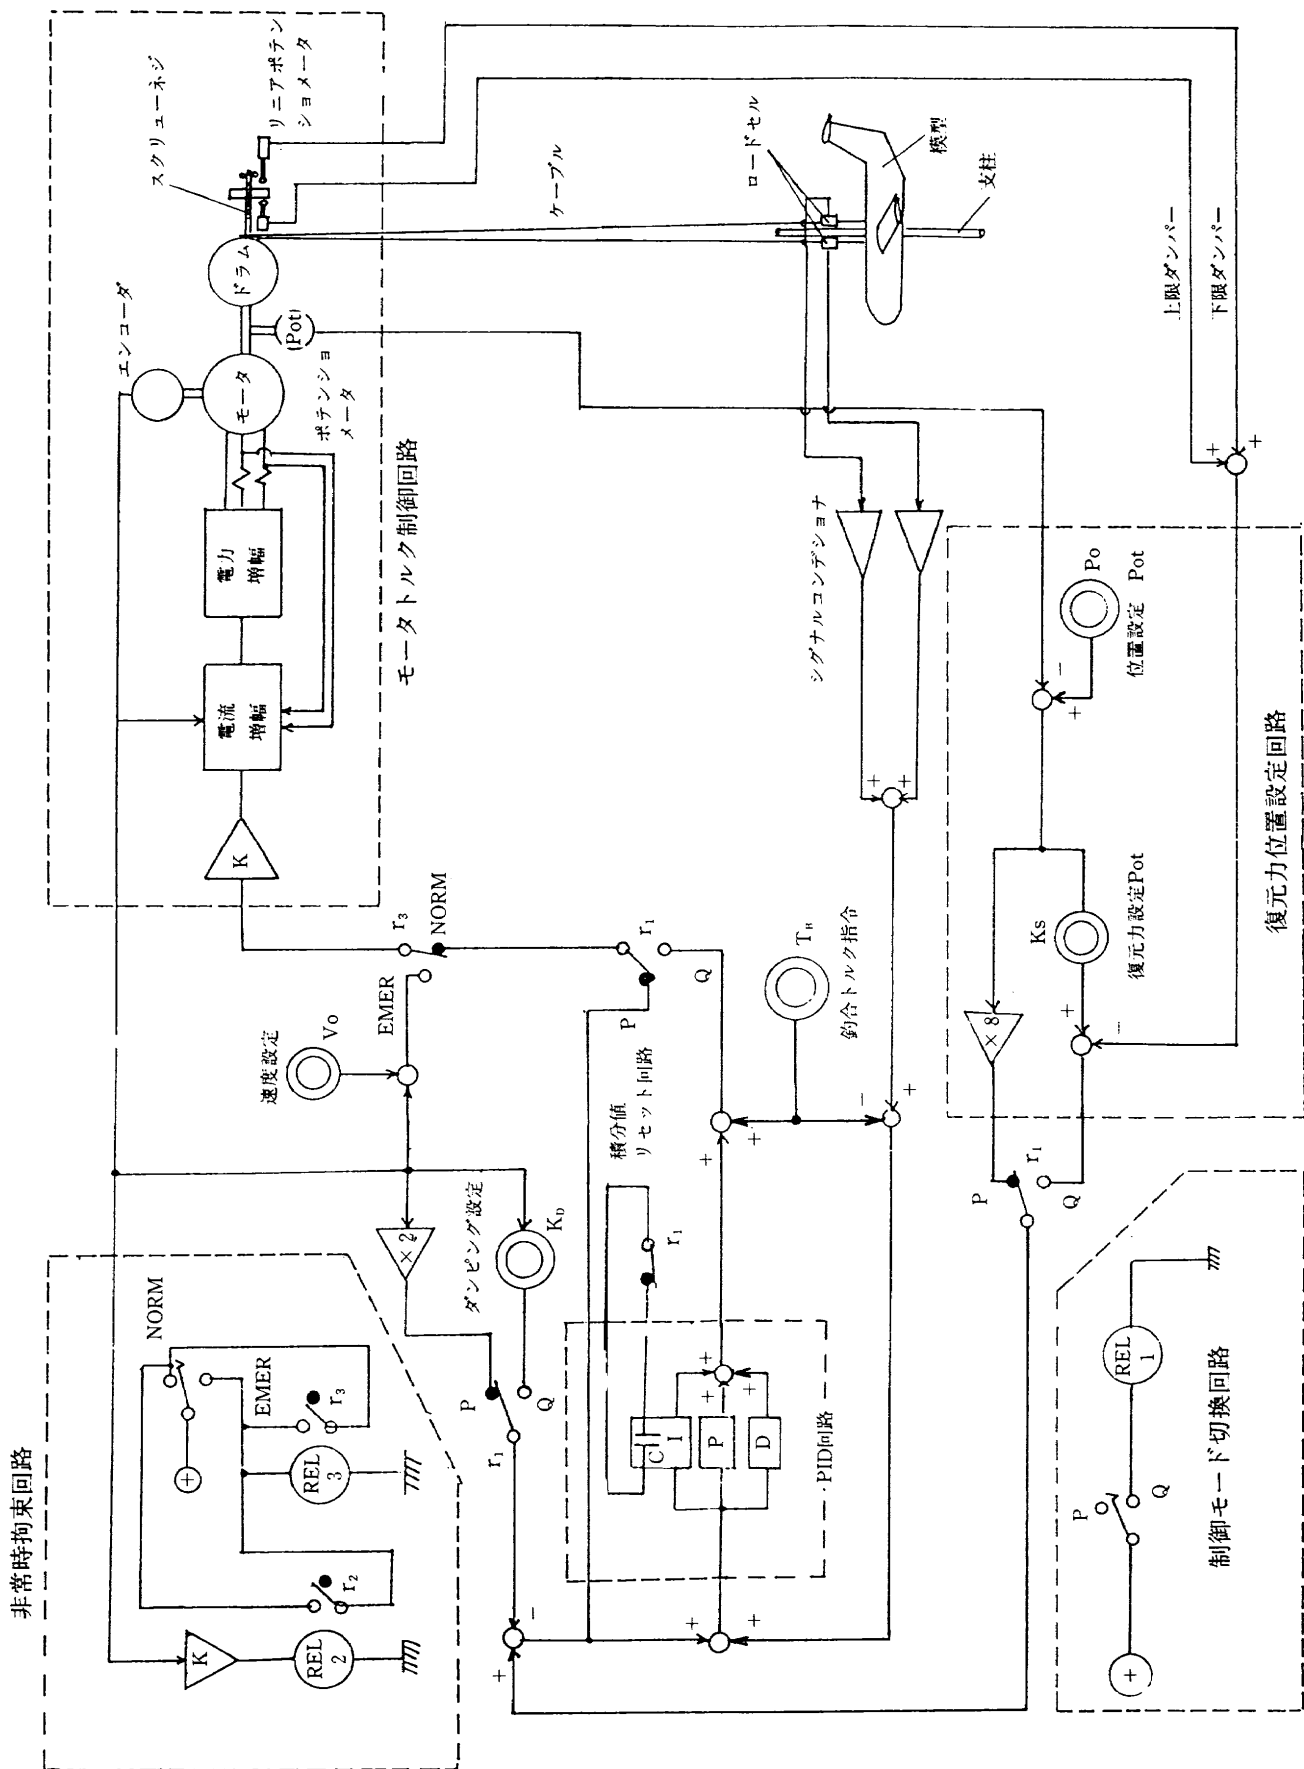 非常時拘束回路
NORM
EMER
r₃
r₂
REL
3
REL
2
K
+
エンコーダ
スクリューネジ
リニアポテン
ショメータ
ドラム
モータ
(Pot)
ポテンショ
メータ
電力
増幅
電流
増幅
K
モータトルク制御回路
ケーブル
ロードセル
模型
支柱
上限ダンパー
下限ダンパー
+
+
速度設定
Vo
EMER
r₃
NORM
×2
ダンピング設定
K_D
P
Q
r₁
P
r₁
Q
積分値
リセット回路
r₁
C
I
P
D
+
+
+
PID回路
+
+
T_B
釣合トルク指令
−
+
シグナルコンデショナ
+
+
−
+
+
+
Po
位置設定 Pot
−
+
Ks
復元力設定Pot
×8
+
−
復元力位置設定回路
P
r₁
Q
P
Q
REL
1
+
制御モード切換回路